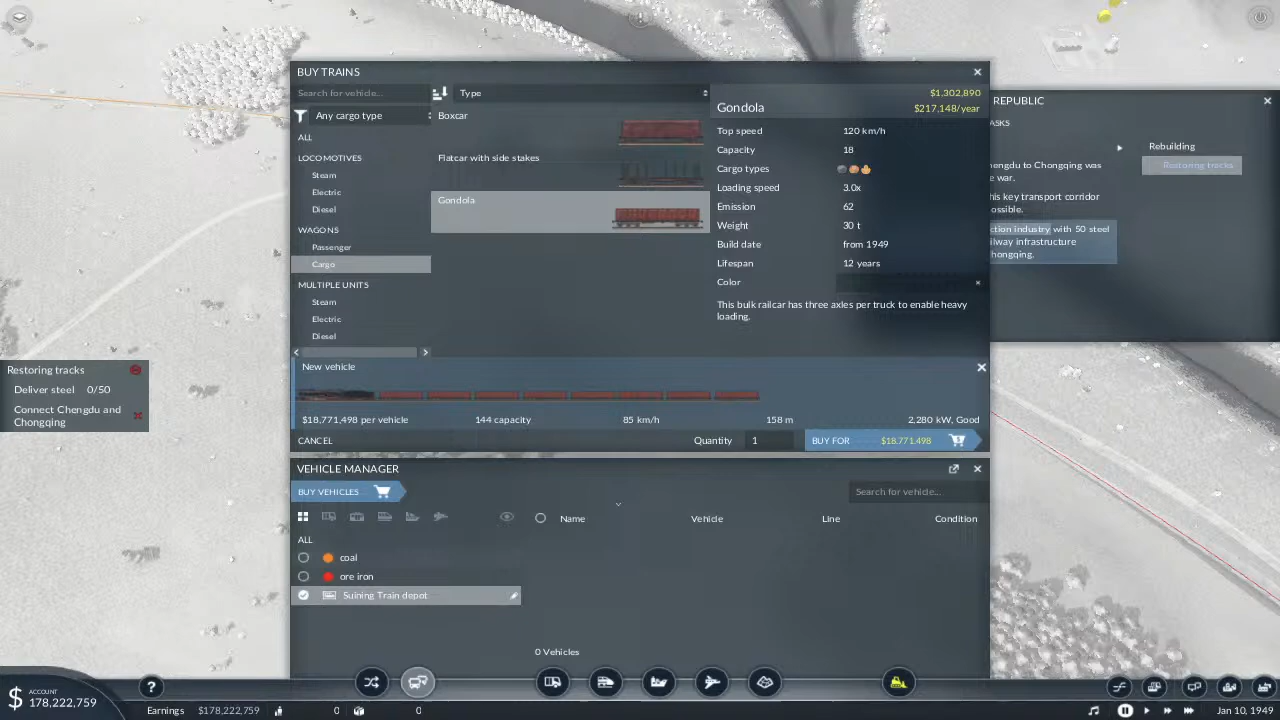 BUY TRAINS
Search for vehicle...
Type
Any cargo type
ALL
LOCOMOTIVES
Steam
Electric
Diesel
WAGONS
Passenger
Cargo
MULTIPLE UNITS
Steam
Electric
Diesel
Boxcar
Flatcar with side stakes
Gondola
$1,302,890
Gondola
$217,148/year
Top speed 120 km/h
Capacity 18
Cargo types
Loading speed 3.0x
Emission 62
Weight 30 t
Build date from 1949
Lifespan 12 years
Color
This bulk railcar has three axles per truck to enable heavy
loading.
New vehicle
$18,771,498 per vehicle 144 capacity 85 km/h 158 m 2,280 kW, Good
CANCEL Quantity 1 BUY FOR $18,771,498
REPUBLIC
ASKS
hengdu to Chongqing was
e war.
his key transport corridor
ossible.
ction industry with 50 steel
ilway infrastructure
hongqing.
Rebuilding
Restoring tracks
Restoring tracks
Deliver steel 0/50
Connect Chengdu and
Chongqing
VEHICLE MANAGER
BUY VEHICLES
Search for vehicle...
Name Vehicle Line Condition
ALL
coal
ore iron
Suining Train depot
0 Vehicles
$ ACCOUNT
178,222,759
?
Earnings $178,222,759 0 0
Jan 10, 1949